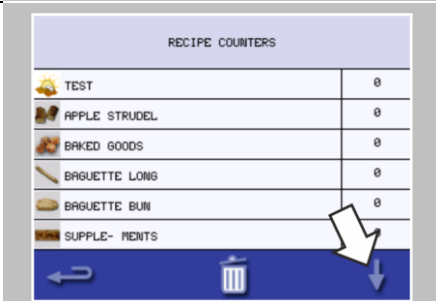 RECIPE COUNTERS
TEST 0
APPLE STRUDEL 0
BAKED GOODS 0
BAGUETTE LONG 0
BAGUETTE BUN 0
SUPPLE- MENTS